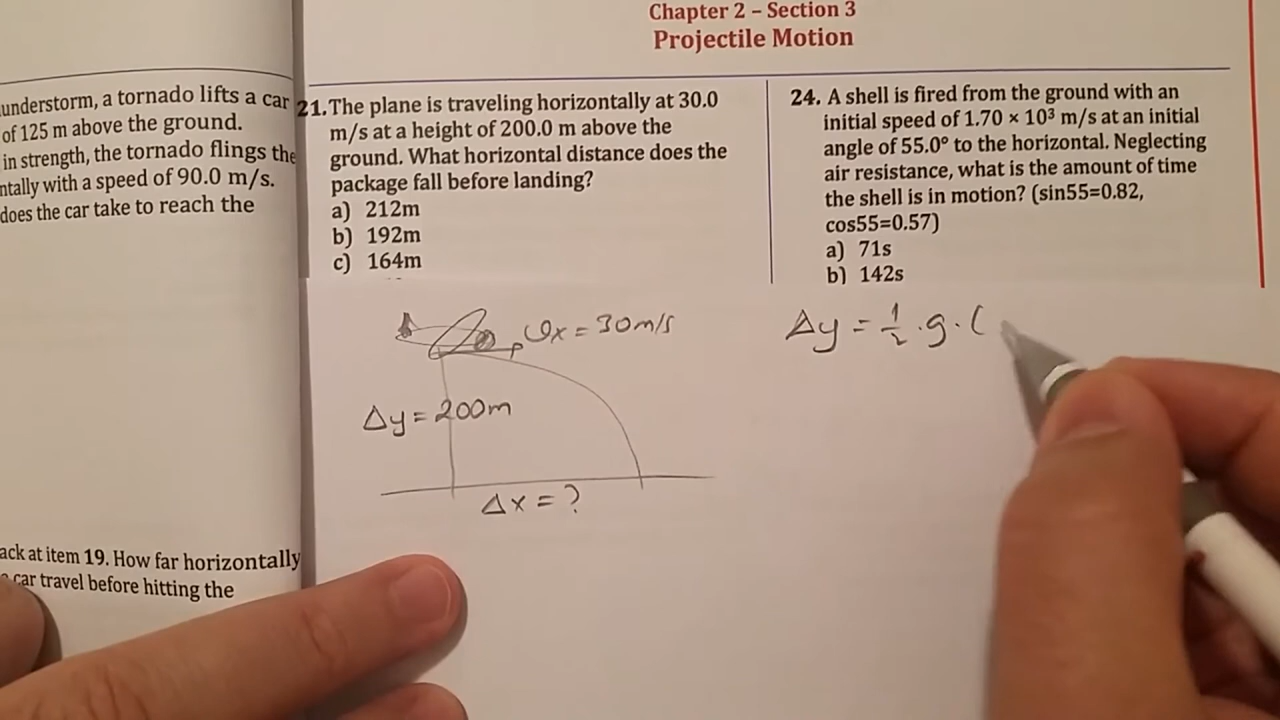 Chapter 2 – Section 3
Projectile Motion
understorm, a tornado lifts a car
of 125 m above the ground.
in strength, the tornado flings the
ntally with a speed of 90.0 m/s.
does the car take to reach the
ack at item 19. How far horizontally
car travel before hitting the
21. The plane is traveling horizontally at 30.0
m/s at a height of 200.0 m above the
ground. What horizontal distance does the
package fall before landing?
a) 212m
b) 192m
c) 164m
24. A shell is fired from the ground with an
initial speed of 1.70 × 10³ m/s at an initial
angle of 55.0° to the horizontal. Neglecting
air resistance, what is the amount of time
the shell is in motion? (sin55=0.82,
cos55=0.57)
a) 71s
b) 142s
υx = 30m/s
Δy = 200m
Δx = ?
Δy = 1/2 · g · (